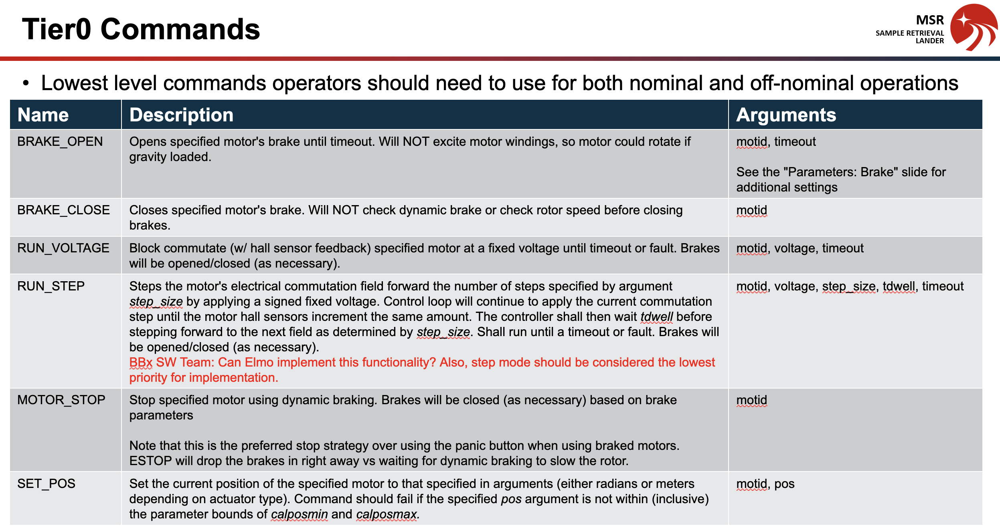 Tier0 Commands
MSR
SAMPLE RETRIEVAL
LANDER
• Lowest level commands operators should need to use for both nominal and off-nominal operations
Name
Description
Arguments
BRAKE_OPEN
Opens specified motor's brake until timeout. Will NOT excite motor windings, so motor could rotate if
gravity loaded.
motid, timeout
See the "Parameters: Brake" slide for
additional settings
BRAKE_CLOSE
Closes specified motor's brake. Will NOT check dynamic brake or check rotor speed before closing
brakes.
motid
RUN_VOLTAGE
Block commutate (w/ hall sensor feedback) specified motor at a fixed voltage until timeout or fault. Brakes
will be opened/closed (as necessary).
motid, voltage, timeout
RUN_STEP
Steps the motor's electrical commutation field forward the number of steps specified by argument
step_size by applying a signed fixed voltage. Control loop will continue to apply the current commutation
step until the motor hall sensors increment the same amount. The controller shall then wait tdwell before
stepping forward to the next field as determined by step_size. Shall run until a timeout or fault. Brakes will
be opened/closed (as necessary).
BBx SW Team: Can Elmo implement this functionality? Also, step mode should be considered the lowest
priority for implementation.
motid, voltage, step_size, tdwell, timeout
MOTOR_STOP
Stop specified motor using dynamic braking. Brakes will be closed (as necessary) based on brake
parameters
Note that this is the preferred stop strategy over using the panic button when using braked motors.
ESTOP will drop the brakes in right away vs waiting for dynamic braking to slow the rotor.
motid
SET_POS
Set the current position of the specified motor to that specified in arguments (either radians or meters
depending on actuator type). Command should fail if the specified pos argument is not within (inclusive)
the parameter bounds of calposmin and calposmax.
motid, pos